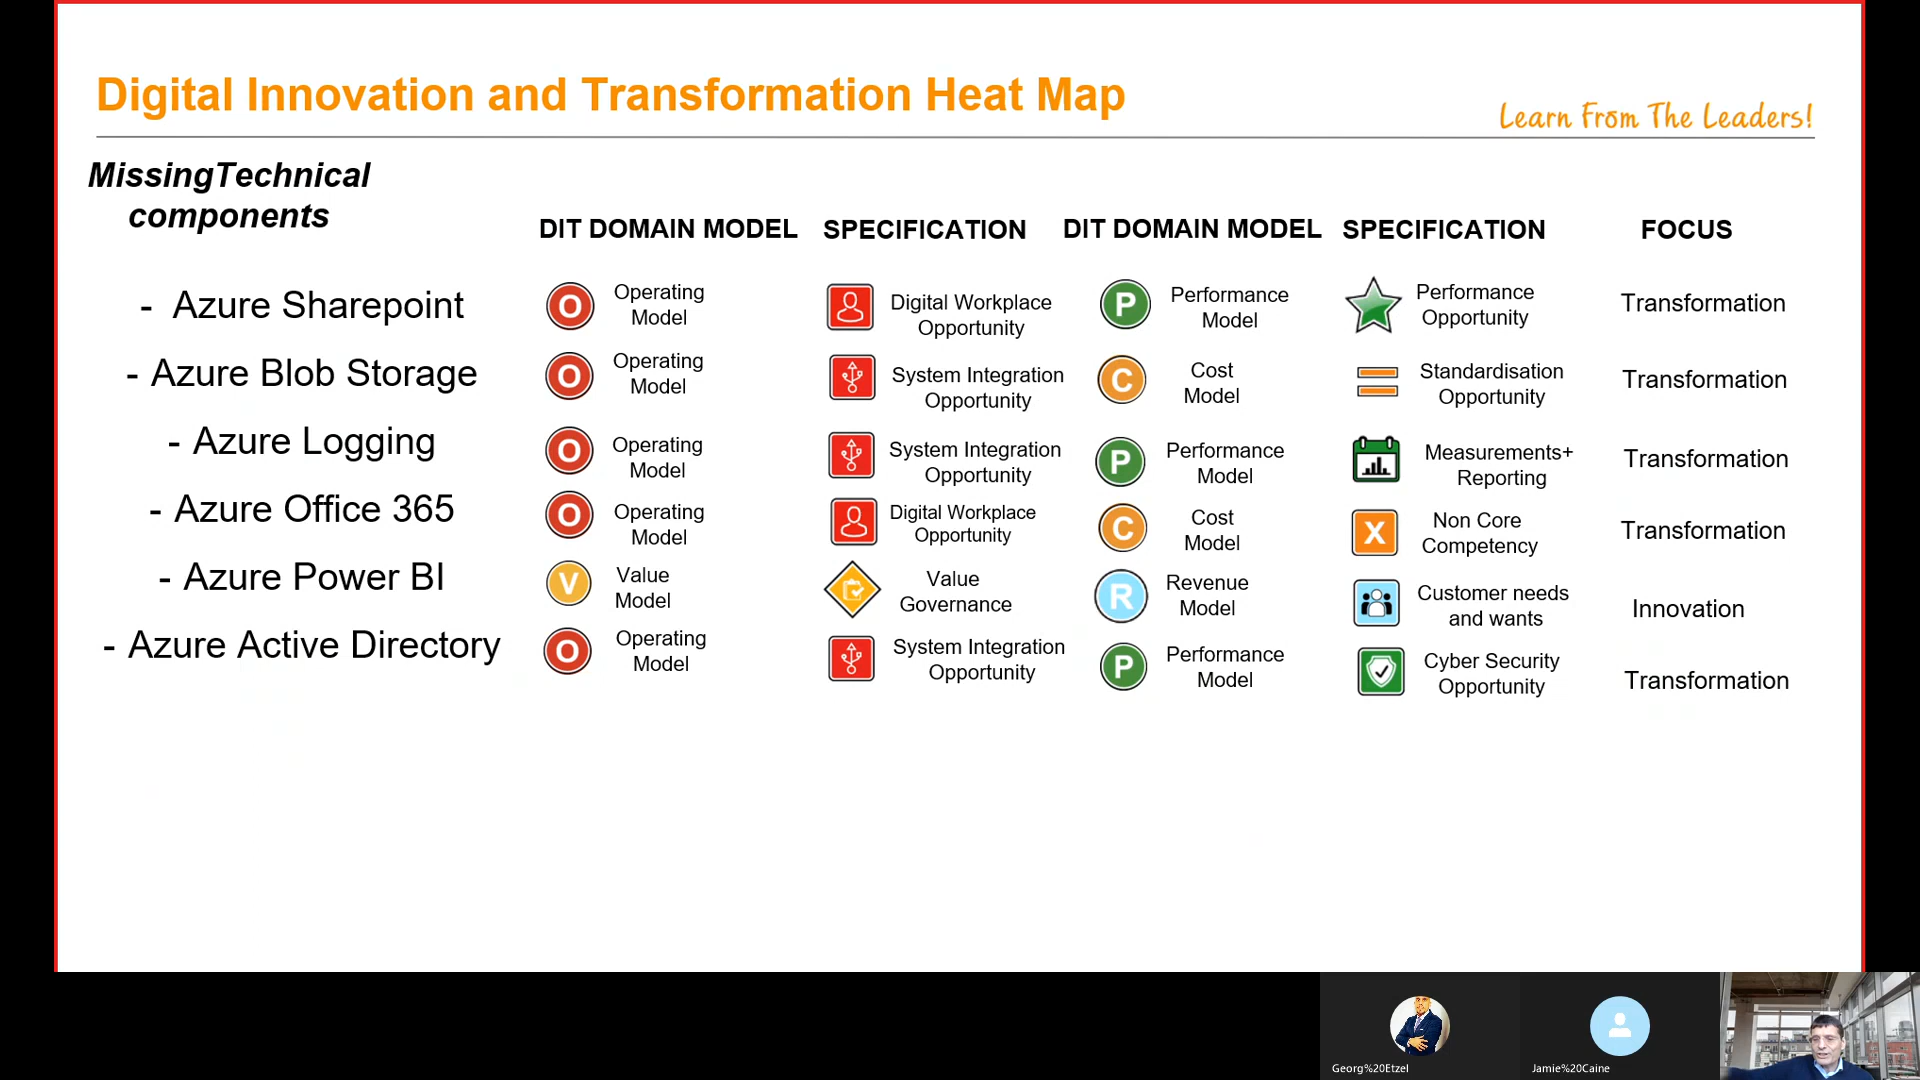 Digital Innovation and Transformation Heat Map
Learn From The Leaders!
MissingTechnical
components
DIT DOMAIN MODEL SPECIFICATION DIT DOMAIN MODEL SPECIFICATION FOCUS
- Azure Sharepoint
O
Operating
Model
Digital Workplace
Opportunity
P
Performance
Model
Performance
Opportunity
Transformation
- Azure Blob Storage
O
Operating
Model
System Integration
Opportunity
C
Cost
Model
Standardisation
Opportunity
Transformation
- Azure Logging
O
Operating
Model
System Integration
Opportunity
P
Performance
Model
Measurements+
Reporting
Transformation
- Azure Office 365
O
Operating
Model
Digital Workplace
Opportunity
C
Cost
Model
X
Non Core
Competency
Transformation
- Azure Power BI
V
Value
Model
Value
Governance
R
Revenue
Model
Customer needs
and wants
Innovation
- Azure Active Directory
O
Operating
Model
System Integration
Opportunity
P
Performance
Model
Cyber Security
Opportunity
Transformation
Georg%20Etzel
Jamie%20Caine